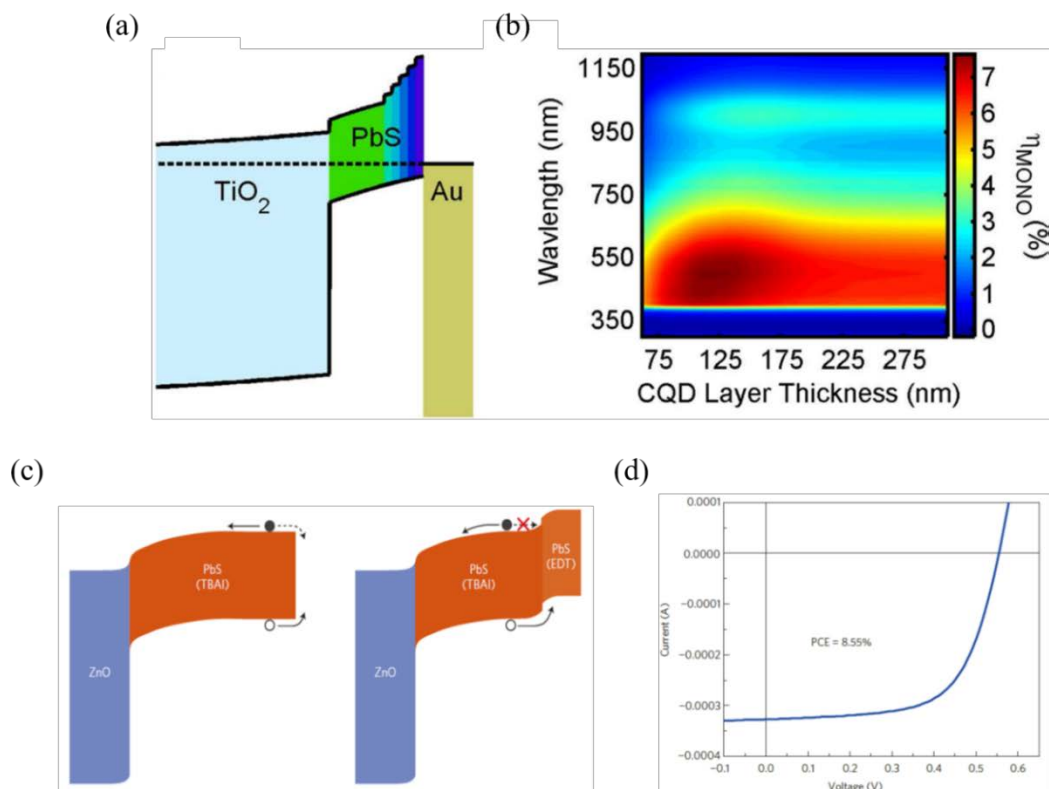 (a)
PbS
TiO2
Au
(b)
Wavlength (nm)
1150
950
750
550
350
75 125 175 225 275
CQD Layer Thickness (nm)
7
6
5
4
3
2
1
0
ηMONO (%)
(c)
ZnO
PbS
(TBAI)
ZnO
PbS
(TBAI)
PbS
(EDT)
(d)
Current (A)
0.0001
0.0000
−0.0001
−0.0002
−0.0003
−0.0004
PCE = 8.55%
−0.1 0.0 0.1 0.2 0.3 0.4 0.5 0.6
Voltage (V)